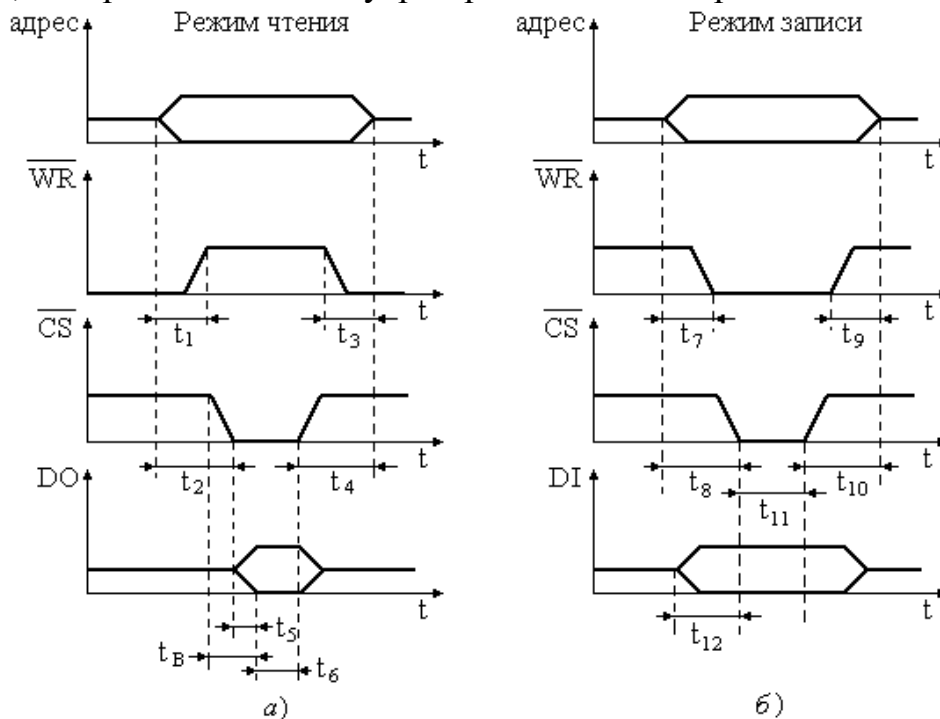 адрес Режим чтения
t
WR
t
t1 t3
CS
t
t2 t4
DO
t
t5
tB
t6
а)
адрес Режим записи
t
WR
t
t7 t9
CS
t
t8 t10
t11
DI
t
t12
б)